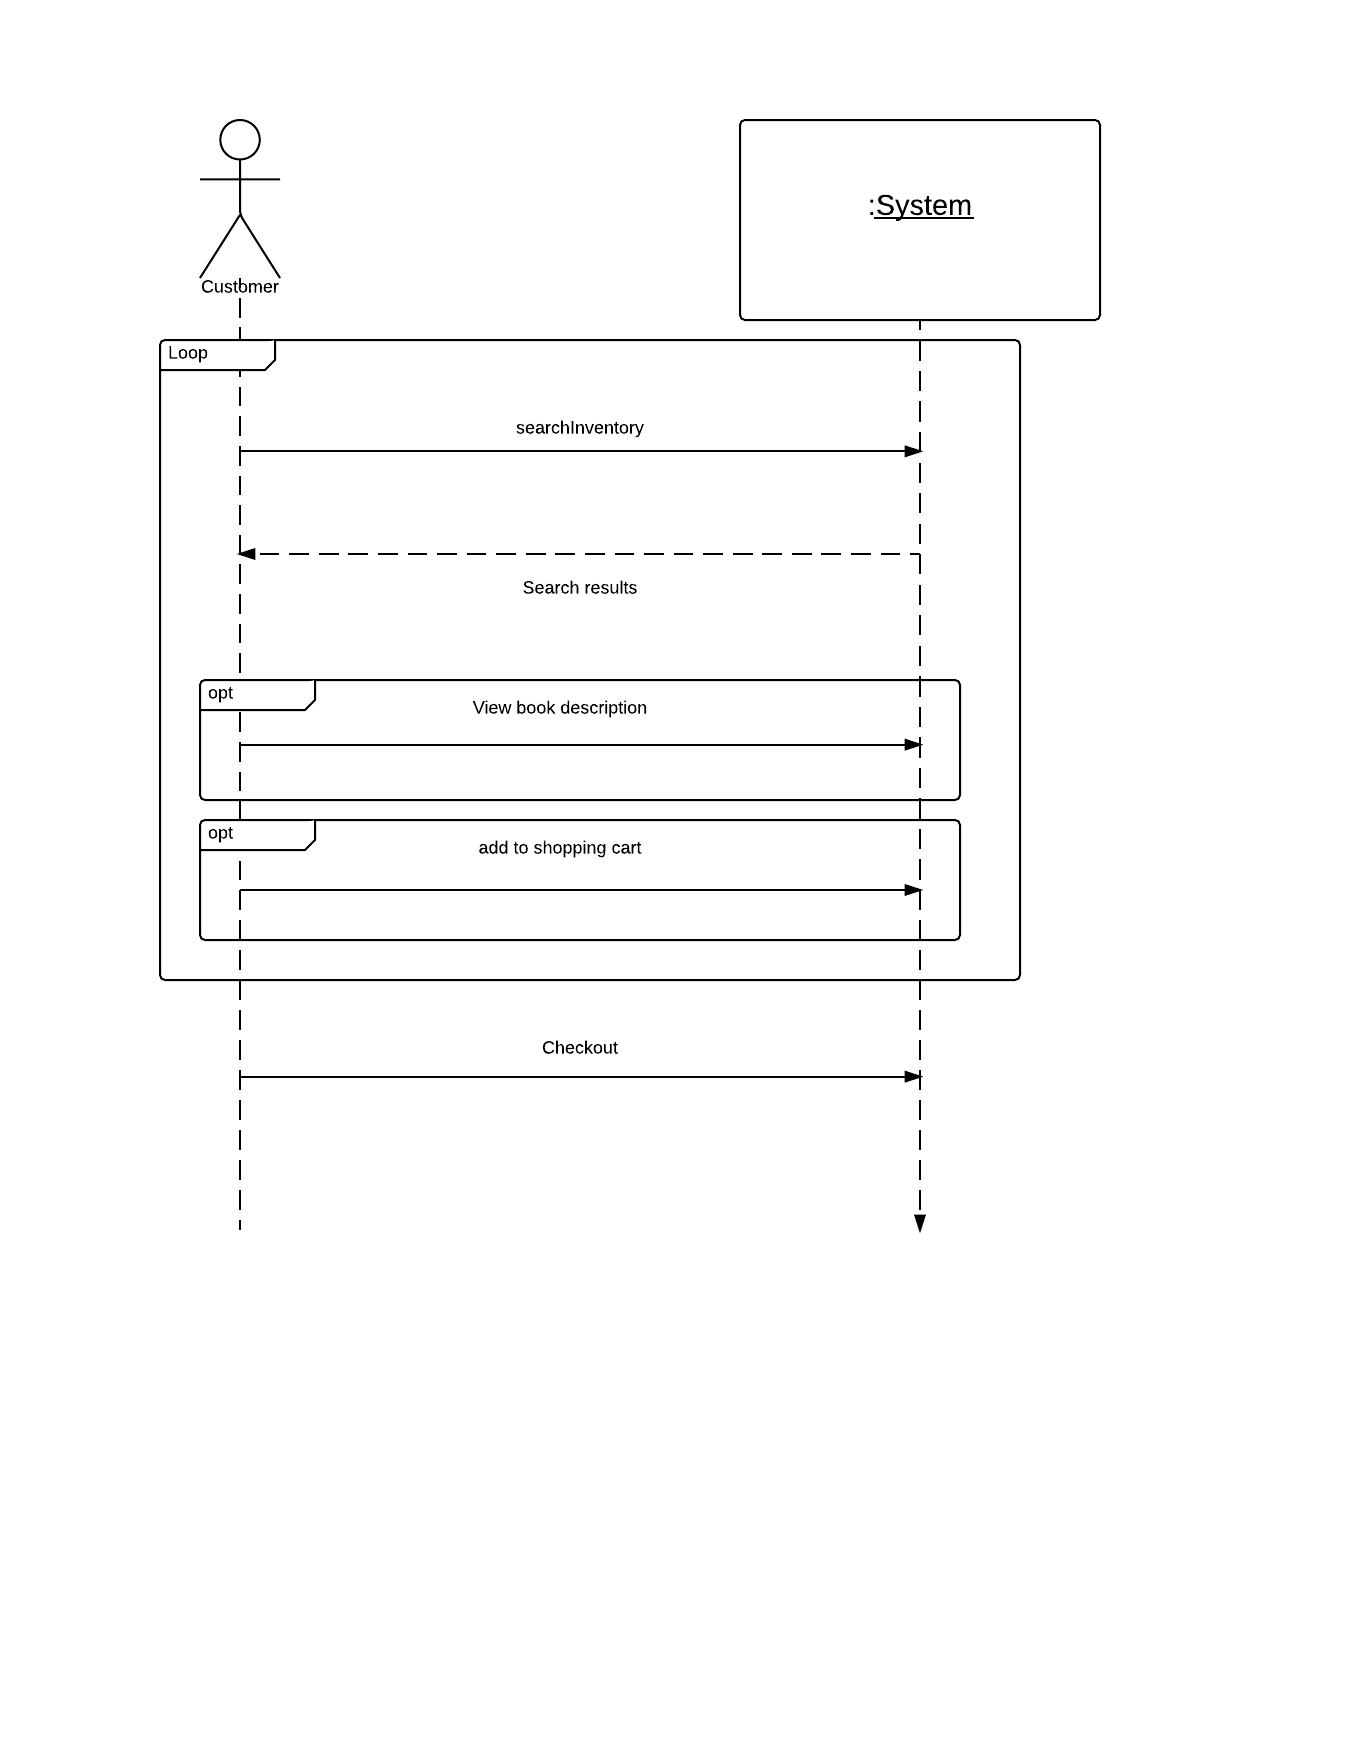 :System
Customer
Loop
searchInventory
Search results
opt
View book description
opt
add to shopping cart
Checkout